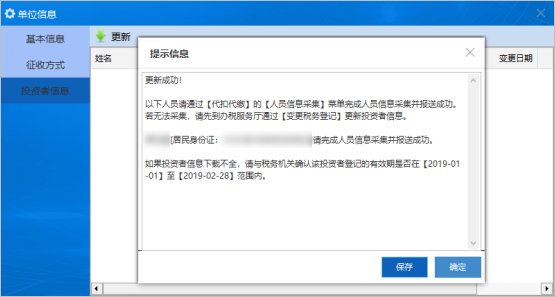 单位信息
基本信息
征收方式
投资者信息
更新
姓名
变更日期
提示信息
更新成功!
以下人员请通过【代扣代缴】的【人员信息采集】菜单完成人员信息采集并报送成功。
若无法采集，请先到办税服务厅通过【变更税务登记】更新投资者信息。
[居民身份证：
请完成人员信息采集并报送成功。
如果投资者信息下载不全，请与税务机关确认该投资者登记的有效期是否在【2019-01
-01】至【2019-02-28】范围内。
保存
确定